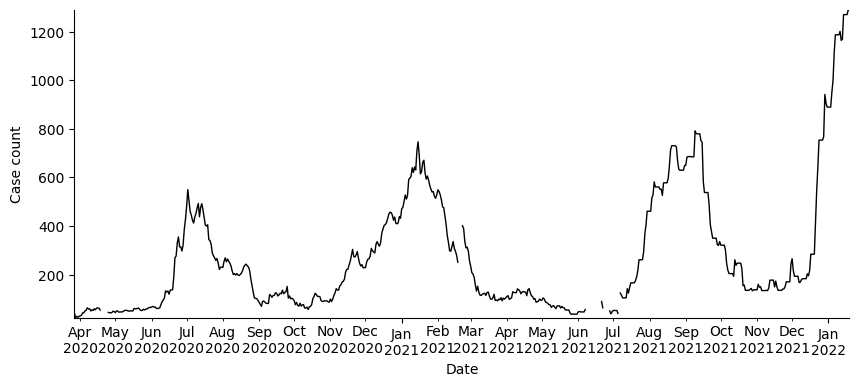 1200
1000
800
600
400
200
Case count
Apr May Jun Jul Aug Sep Oct Nov Dec Jan Feb Mar Apr May Jun Jul Aug Sep Oct Nov Dec Jan
2020 2020 2020 2020 2020 2020 2020 2020 2020 2021 2021 2021 2021 2021 2021 2021 2021 2021 2021 2021 2021 2022
Date